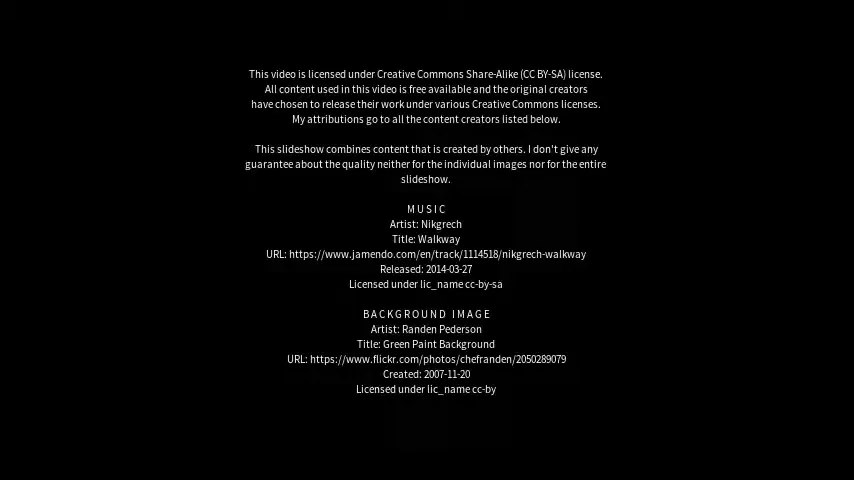 This video is licensed under Creative Commons Share-Alike (CC BY-SA) license.
All content used in this video is free available and the original creators
have chosen to release their work under various Creative Commons licenses.
My attributions go to all the content creators listed below.
This slideshow combines content that is created by others. I don't give any
guarantee about the quality neither for the individual images nor for the entire
slideshow.
MUSIC
Artist: Nikgrech
Title: Walkway
URL: https://www.jamendo.com/en/track/1114518/nikgrech-walkway
Released: 2014-03-27
Licensed under lic_name cc-by-sa
BACKGROUND IMAGE
Artist: Randen Pederson
Title: Green Paint Background
URL: https://www.flickr.com/photos/chefranden/2050289079
Created: 2007-11-20
Licensed under lic_name cc-by